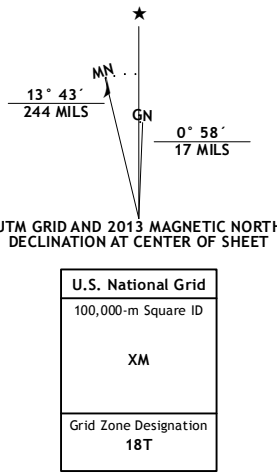 ★
MN
GN
13° 43´
244 MILS
0° 58´
17 MILS
UTM GRID AND 2013 MAGNETIC NORTH
DECLINATION AT CENTER OF SHEET
U.S. National Grid
100,000-m Square ID
XM
Grid Zone Designation
18T